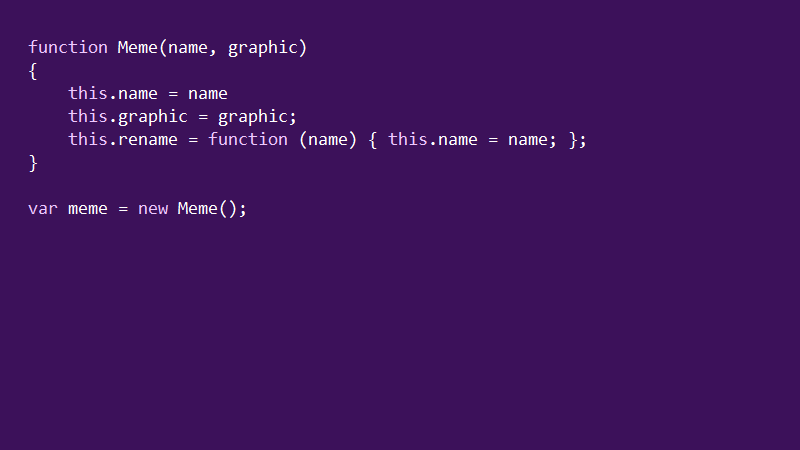 function Meme(name, graphic)
{
    this.name = name
    this.graphic = graphic;
    this.rename = function (name) { this.name = name; };
}

var meme = new Meme();